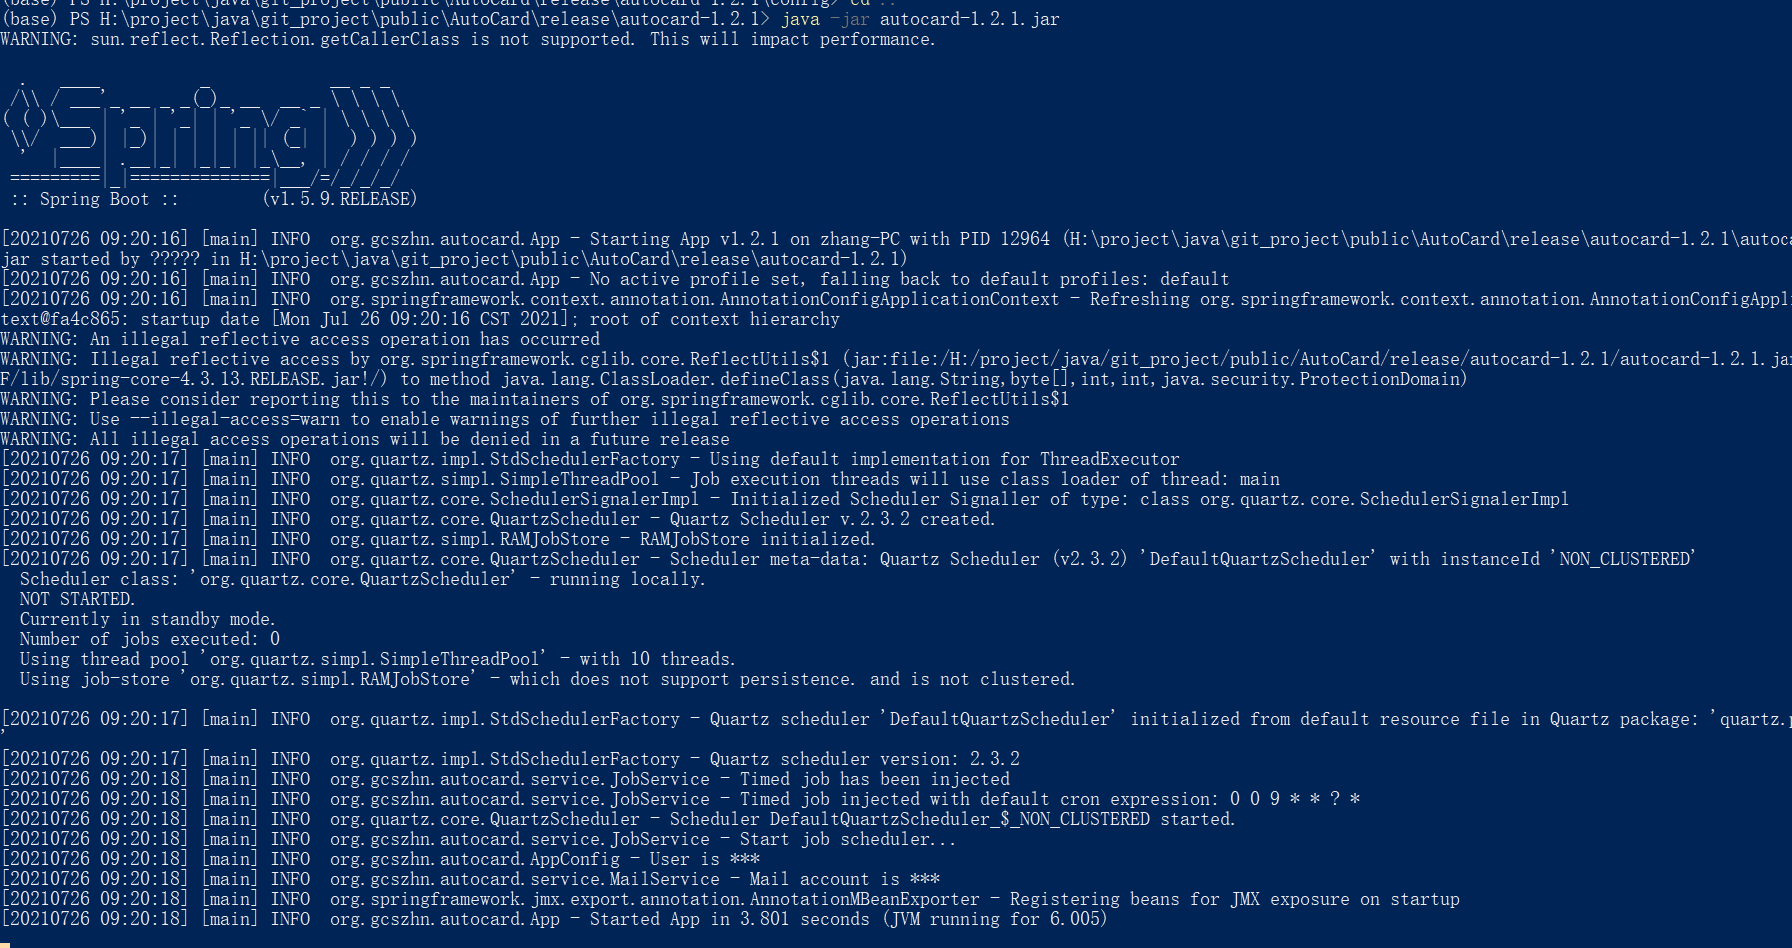 (base) PS H:\project\java\git_project\public\AutoCard\release\autocard-1.2.1\config> cd ..
(base) PS H:\project\java\git_project\public\AutoCard\release\autocard-1.2.1> java -jar autocard-1.2.1.jar
WARNING: sun.reflect.Reflection.getCallerClass is not supported. This will impact performance.
  .   ____          _            __ _ _
 /\\ / ___'_ __ _ _(_)_ __  __ _ \ \ \ \
( ( )\___ | '_ | '_| | '_ \/ _` | \ \ \ \
 \\/  ___)| |_)| | | | | || (_| |  ) ) ) )
  '  |____| .__|_| |_|_| |_\__, | / / / /
 =========|_|==============|___/=/_/_/_/
 :: Spring Boot ::        (v1.5.9.RELEASE)
[20210726 09:20:16] [main] INFO  org.gcszhn.autocard.App - Starting App v1.2.1 on zhang-PC with PID 12964 (H:\project\java\git_project\public\AutoCard\release\autocard-1.2.1\autoca
jar started by ????? in H:\project\java\git_project\public\AutoCard\release\autocard-1.2.1)
[20210726 09:20:16] [main] INFO  org.gcszhn.autocard.App - No active profile set, falling back to default profiles: default
[20210726 09:20:16] [main] INFO  org.springframework.context.annotation.AnnotationConfigApplicationContext - Refreshing org.springframework.context.annotation.AnnotationConfigAppli
text@fa4c865: startup date [Mon Jul 26 09:20:16 CST 2021]; root of context hierarchy
WARNING: An illegal reflective access operation has occurred
WARNING: Illegal reflective access by org.springframework.cglib.core.ReflectUtils$1 (jar:file:/H:/project/java/git_project/public/AutoCard/release/autocard-1.2.1/autocard-1.2.1.ja
F/lib/spring-core-4.3.13.RELEASE.jar!/) to method java.lang.ClassLoader.defineClass(java.lang.String,byte[],int,int,java.security.ProtectionDomain)
WARNING: Please consider reporting this to the maintainers of org.springframework.cglib.core.ReflectUtils$1
WARNING: Use --illegal-access=warn to enable warnings of further illegal reflective access operations
WARNING: All illegal access operations will be denied in a future release
[20210726 09:20:17] [main] INFO  org.quartz.impl.StdSchedulerFactory - Using default implementation for ThreadExecutor
[20210726 09:20:17] [main] INFO  org.quartz.simpl.SimpleThreadPool - Job execution threads will use class loader of thread: main
[20210726 09:20:17] [main] INFO  org.quartz.core.SchedulerSignalerImpl - Initialized Scheduler Signaller of type: class org.quartz.core.SchedulerSignalerImpl
[20210726 09:20:17] [main] INFO  org.quartz.core.QuartzScheduler - Quartz Scheduler v.2.3.2 created.
[20210726 09:20:17] [main] INFO  org.quartz.simpl.RAMJobStore - RAMJobStore initialized.
[20210726 09:20:17] [main] INFO  org.quartz.core.QuartzScheduler - Scheduler meta-data: Quartz Scheduler (v2.3.2) 'DefaultQuartzScheduler' with instanceId 'NON_CLUSTERED'
  Scheduler class: 'org.quartz.core.QuartzScheduler' - running locally.
  NOT STARTED.
  Currently in standby mode.
  Number of jobs executed: 0
  Using thread pool 'org.quartz.simpl.SimpleThreadPool' - with 10 threads.
  Using job-store 'org.quartz.simpl.RAMJobStore' - which does not support persistence. and is not clustered.
[20210726 09:20:17] [main] INFO  org.quartz.impl.StdSchedulerFactory - Quartz scheduler 'DefaultQuartzScheduler' initialized from default resource file in Quartz package: 'quartz.p
'
[20210726 09:20:17] [main] INFO  org.quartz.impl.StdSchedulerFactory - Quartz scheduler version: 2.3.2
[20210726 09:20:18] [main] INFO  org.gcszhn.autocard.service.JobService - Timed job has been injected
[20210726 09:20:18] [main] INFO  org.gcszhn.autocard.service.JobService - Timed job injected with default cron expression: 0 0 9 * * ? *
[20210726 09:20:18] [main] INFO  org.quartz.core.QuartzScheduler - Scheduler DefaultQuartzScheduler_$_NON_CLUSTERED started.
[20210726 09:20:18] [main] INFO  org.gcszhn.autocard.service.JobService - Start job scheduler...
[20210726 09:20:18] [main] INFO  org.gcszhn.autocard.AppConfig - User is ***
[20210726 09:20:18] [main] INFO  org.gcszhn.autocard.service.MailService - Mail account is ***
[20210726 09:20:18] [main] INFO  org.springframework.jmx.export.annotation.AnnotationMBeanExporter - Registering beans for JMX exposure on startup
[20210726 09:20:18] [main] INFO  org.gcszhn.autocard.App - Started App in 3.801 seconds (JVM running for 6.005)